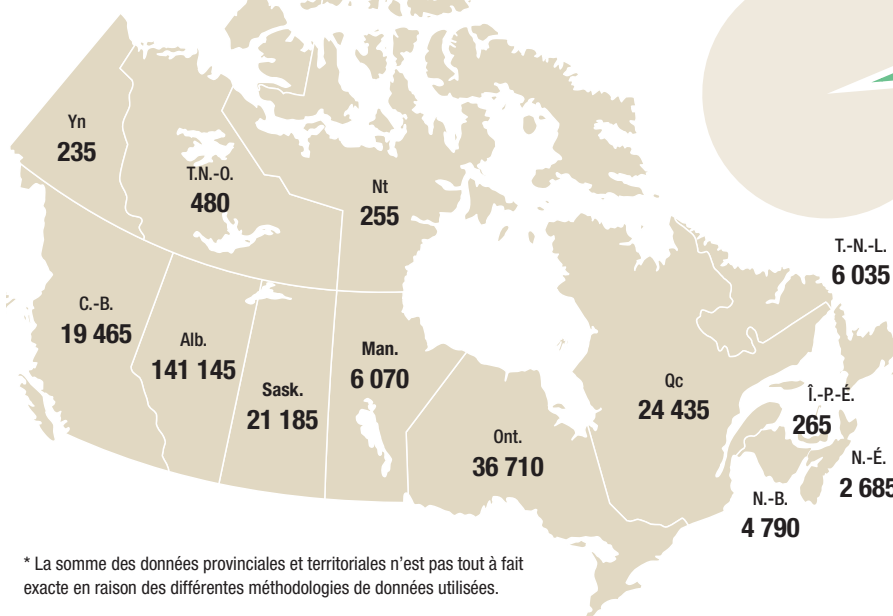 Yn
235
T.N.-O.
480
Nt
255
T.-N.-L.
6 035
C.-B.
19 465
Alb.
141 145
Sask.
21 185
Man.
6 070
Ont.
36 710
Qc
24 435
Î.-P.-É.
265
N.-É.
2 685
N.-B.
4 790
* La somme des données provinciales et territoriales n’est pas tout à fait
exacte en raison des différentes méthodologies de données utilisées.